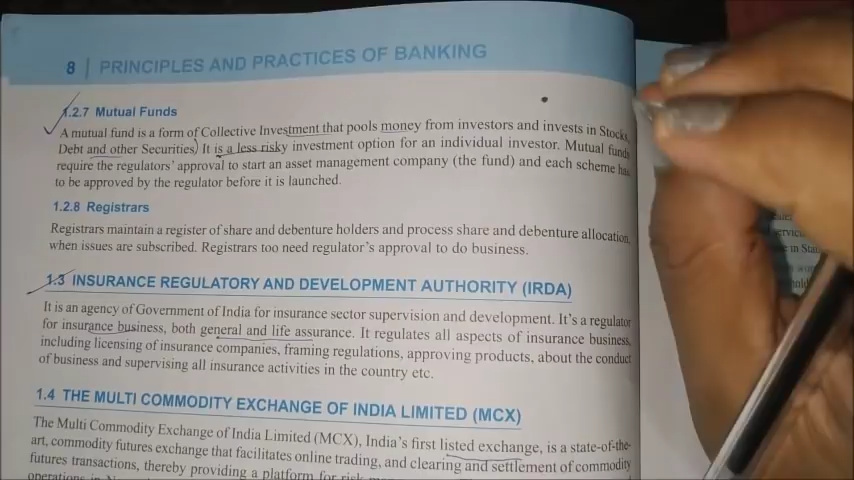 8 | PRINCIPLES AND PRACTICES OF BANKING
1.2.7 Mutual Funds
A mutual fund is a form of Collective Investment that pools money from investors and invests in Stocks,
Debt and other Securities. It is a less risky investment option for an individual investor. Mutual funds
require the regulators' approval to start an asset management company (the fund) and each scheme has
to be approved by the regulator before it is launched.
1.2.8 Registrars
Registrars maintain a register of share and debenture holders and process share and debenture allocation,
when issues are subscribed. Registrars too need regulator's approval to do business.
1.3 INSURANCE REGULATORY AND DEVELOPMENT AUTHORITY (IRDA)
It is an agency of Government of India for insurance sector supervision and development. It's a regulator
for insurance business, both general and life assurance. It regulates all aspects of insurance business,
including licensing of insurance companies, framing regulations, approving products, about the conduct
of business and supervising all insurance activities in the country etc.
1.4 THE MULTI COMMODITY EXCHANGE OF INDIA LIMITED (MCX)
The Multi Commodity Exchange of India Limited (MCX), India's first listed exchange, is a state-of-the-
art, commodity futures exchange that facilitates online trading, and clearing and settlement of commodity
futures transactions, thereby providing a platform for risk
in Stat